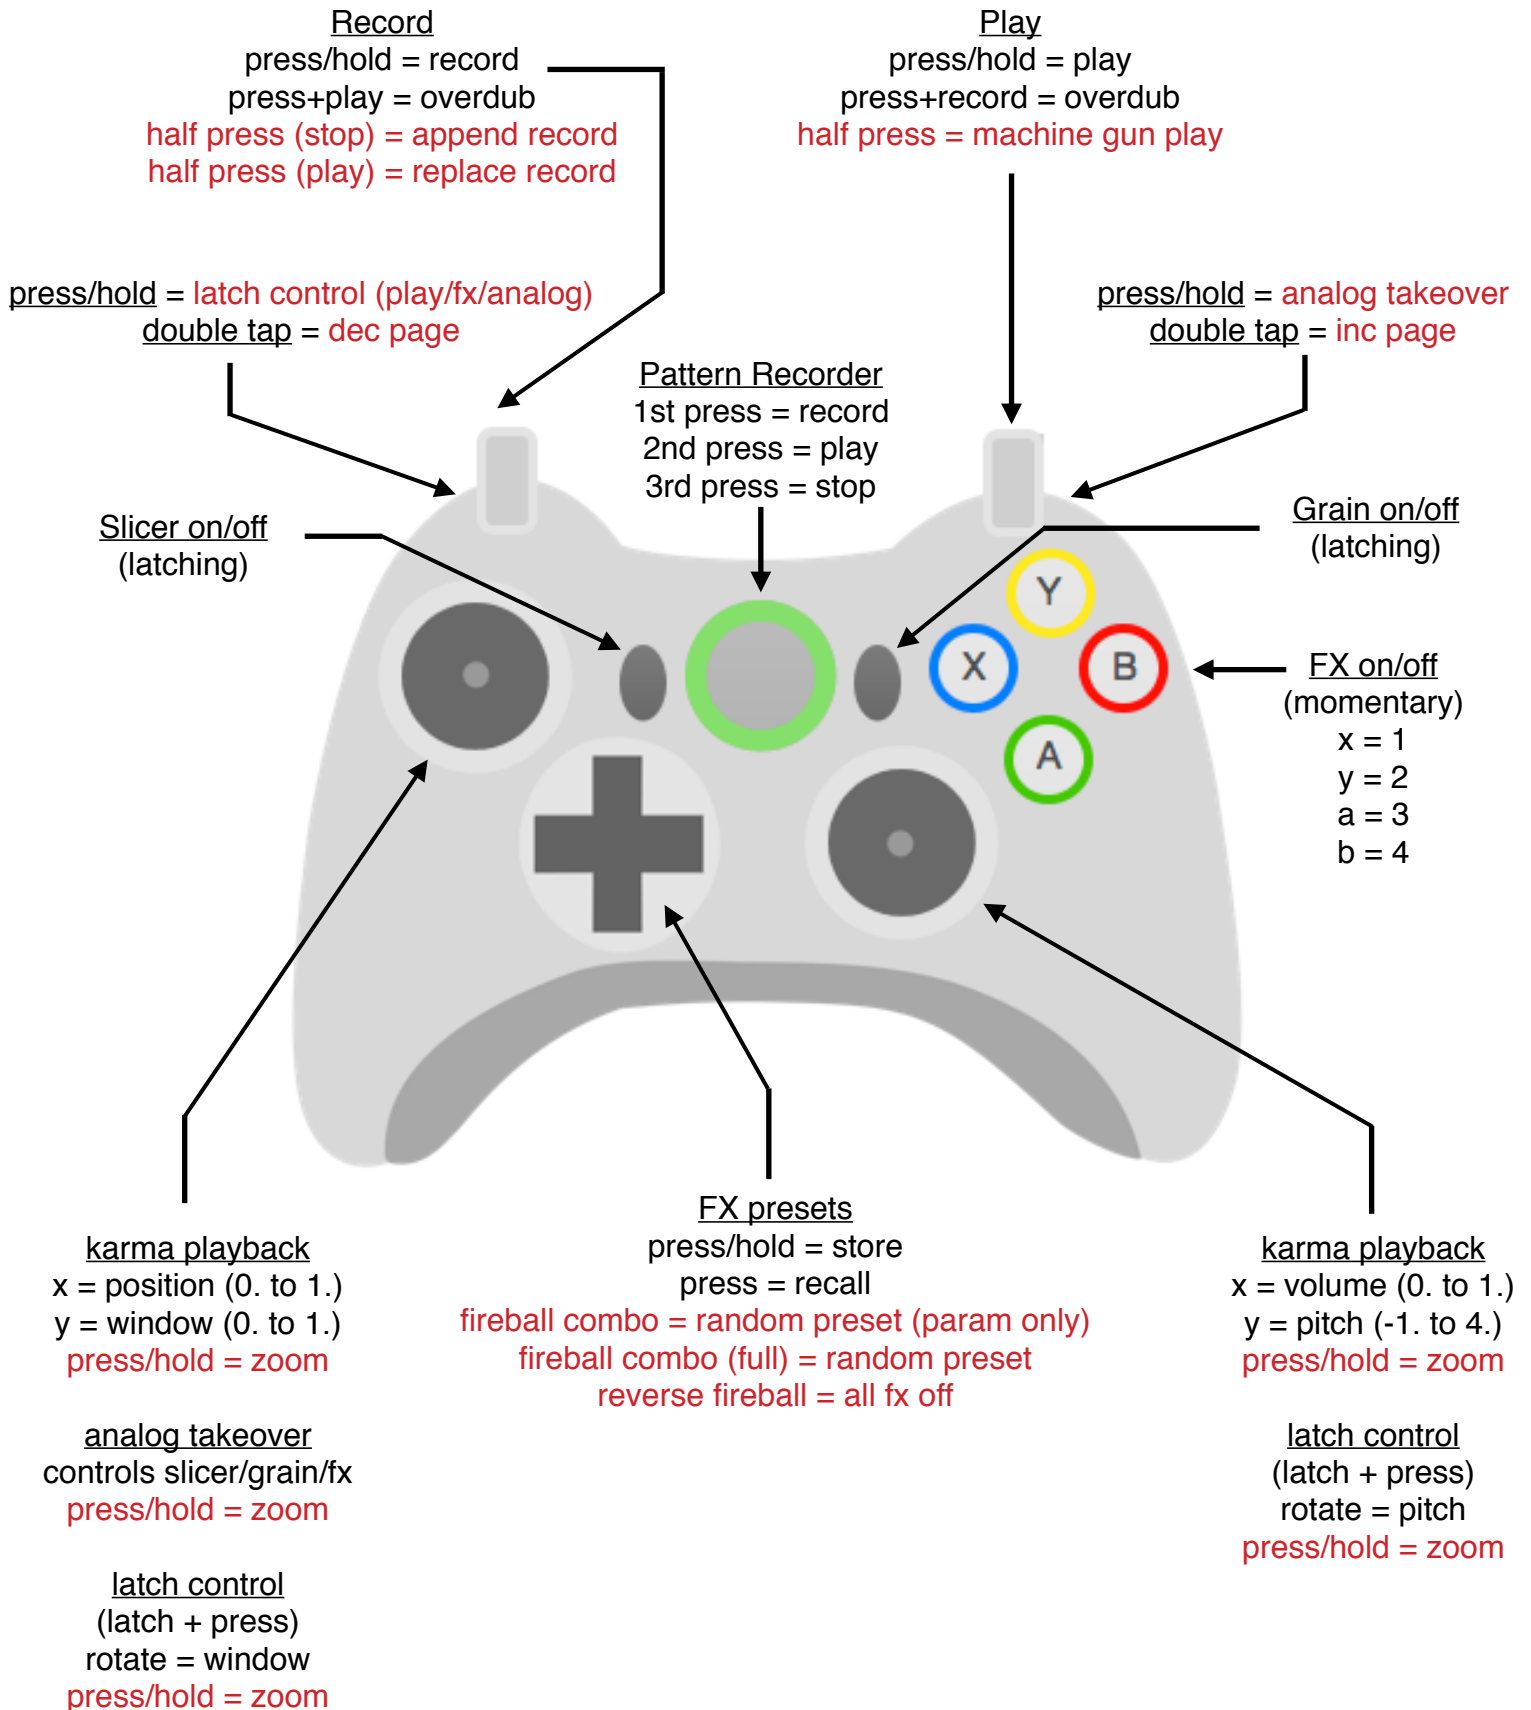 Record
press/hold = record
press+play = overdub
half press (stop) = append record
half press (play) = replace record
Play
press/hold = play
press+record = overdub
half press = machine gun play
press/hold = latch control (play/fx/analog)
double tap = dec page
press/hold = analog takeover
double tap = inc page
Pattern Recorder
1st press = record
2nd press = play
3rd press = stop
Slicer on/off
(latching)
Grain on/off
(latching)
Y
X
B
A
FX on/off
(momentary)
x = 1
y = 2
a = 3
b = 4
karma playback
x = position (0. to 1.)
y = window (0. to 1.)
press/hold = zoom
analog takeover
controls slicer/grain/fx
press/hold = zoom
latch control
(latch + press)
rotate = window
press/hold = zoom
FX presets
press/hold = store
press = recall
fireball combo = random preset (param only)
fireball combo (full) = random preset
reverse fireball = all fx off
karma playback
x = volume (0. to 1.)
y = pitch (-1. to 4.)
press/hold = zoom
latch control
(latch + press)
rotate = pitch
press/hold = zoom